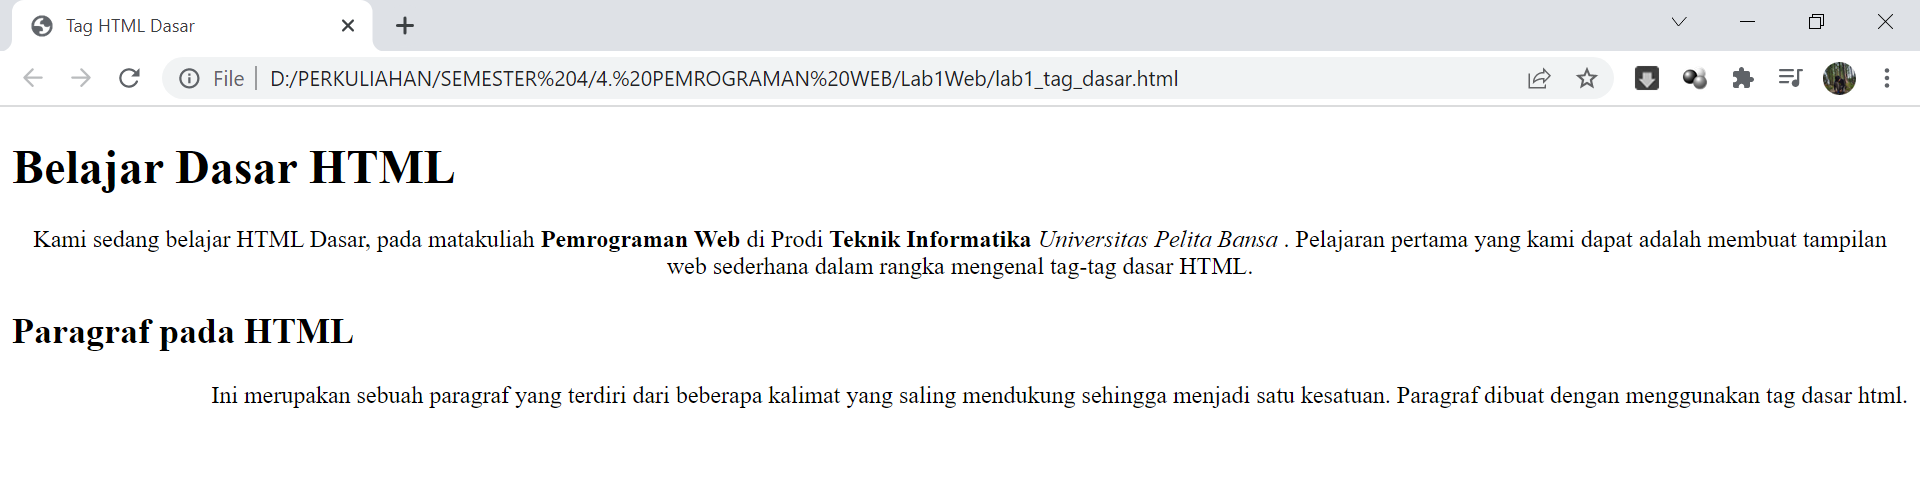 Tag HTML Dasar
File | D:/PERKULIAHAN/SEMESTER%204/4.%20PEMROGRAMAN%20WEB/Lab1Web/lab1_tag_dasar.html
Belajar Dasar HTML
Kami sedang belajar HTML Dasar, pada matakuliah Pemrograman Web di Prodi Teknik Informatika Universitas Pelita Bansa . Pelajaran pertama yang kami dapat adalah membuat tampilan
web sederhana dalam rangka mengenal tag-tag dasar HTML.
Paragraf pada HTML
Ini merupakan sebuah paragraf yang terdiri dari beberapa kalimat yang saling mendukung sehingga menjadi satu kesatuan. Paragraf dibuat dengan menggunakan tag dasar html.